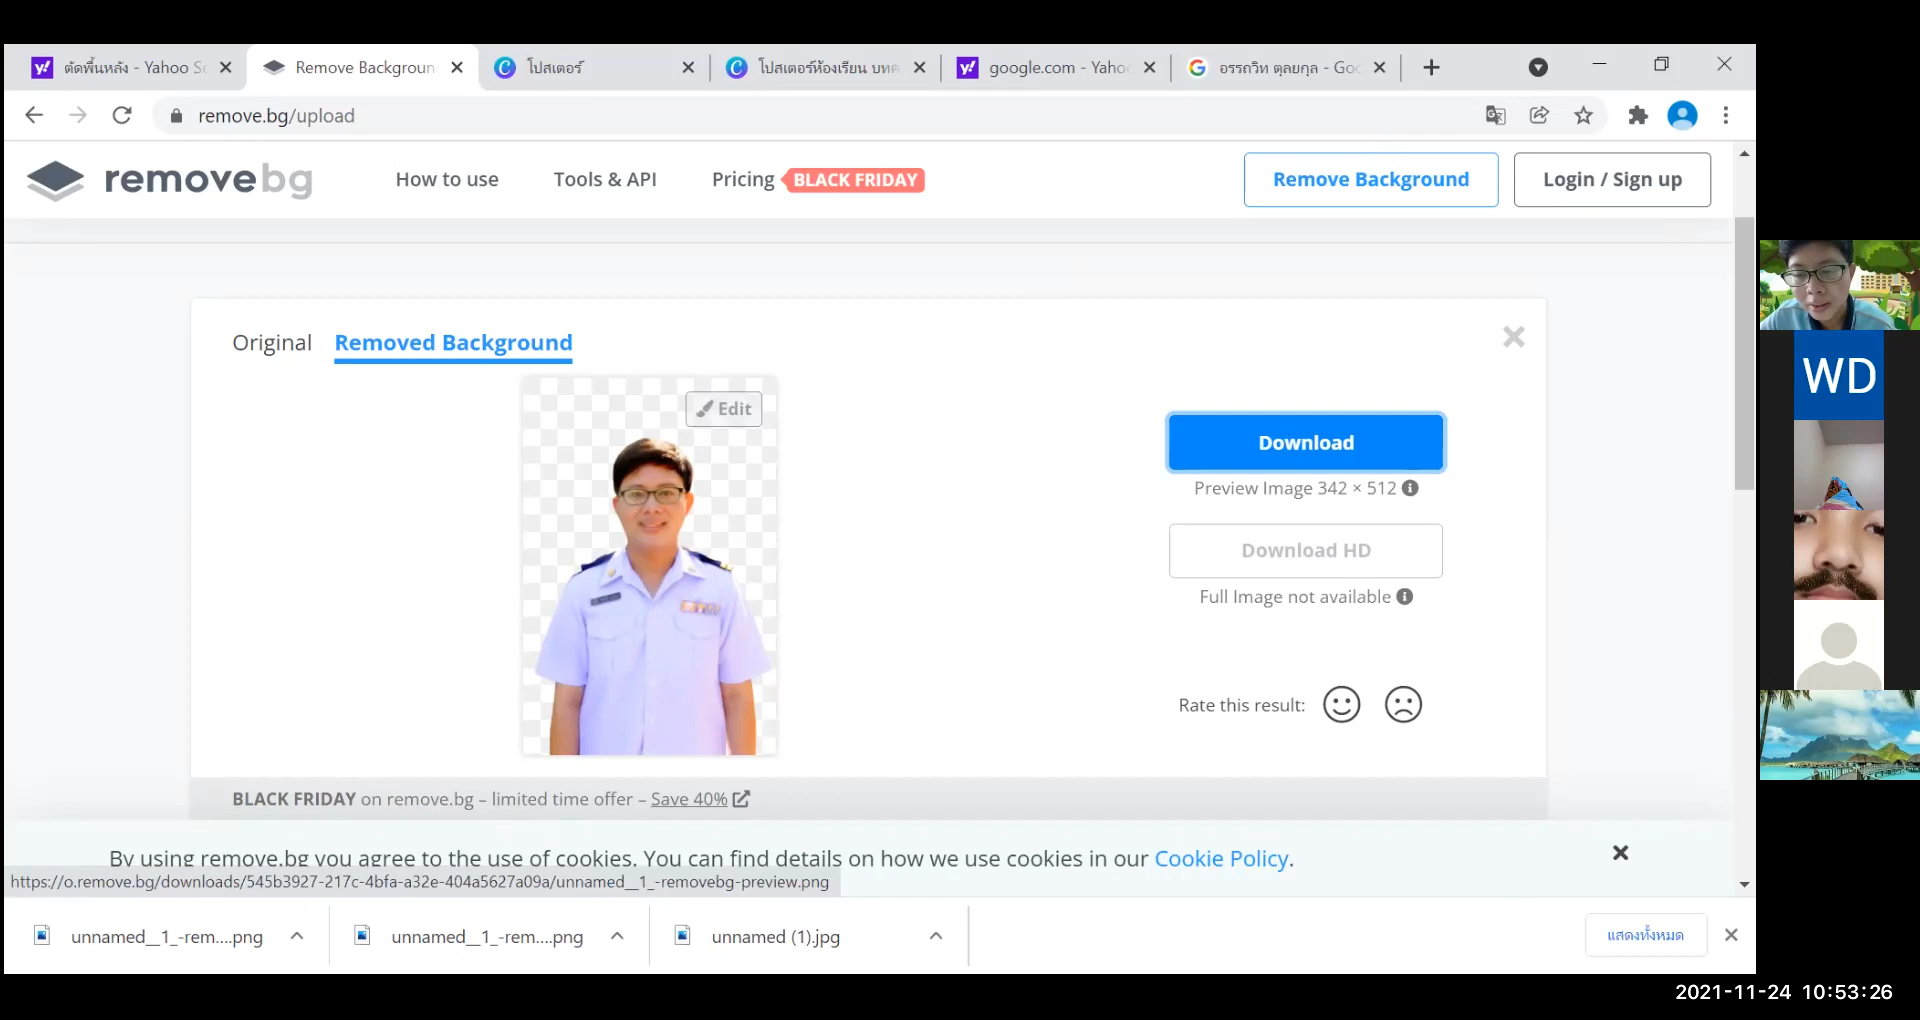 ตัดพื้นหลัง - Yahoo Se
Remove Backgroun
โปสเตอร์
โปสเตอร์ห้องเรียน บทค
google.com - Yaho
อรรถวิท ตุลยกุล - Goo
remove.bg/upload
removebg
How to use
Tools & API
Pricing
BLACK FRIDAY
Remove Background
Login / Sign up
Original
Removed Background
Edit
Download
Preview Image 342 × 512
Download HD
Full Image not available
Rate this result:
BLACK FRIDAY on remove.bg – limited time offer – Save 40%
By using remove.bg you agree to the use of cookies. You can find details on how we use cookies in our Cookie Policy.
https://o.remove.bg/downloads/545b3927-217c-4bfa-a32e-404a5627a09a/unnamed__1_-removebg-preview.png
unnamed__1_-rem....png
unnamed__1_-rem....png
unnamed (1).jpg
แสดงทั้งหมด
WD
2021-11-24 10:53:26